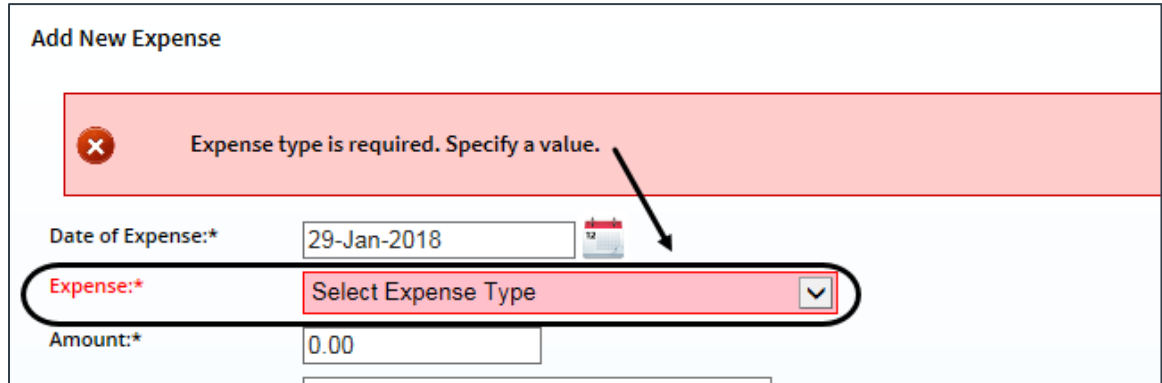 Add New Expense
Expense type is required. Specify a value.
Date of Expense:* 29-Jan-2018 12
Expense:* Select Expense Type
Amount:* 0.00